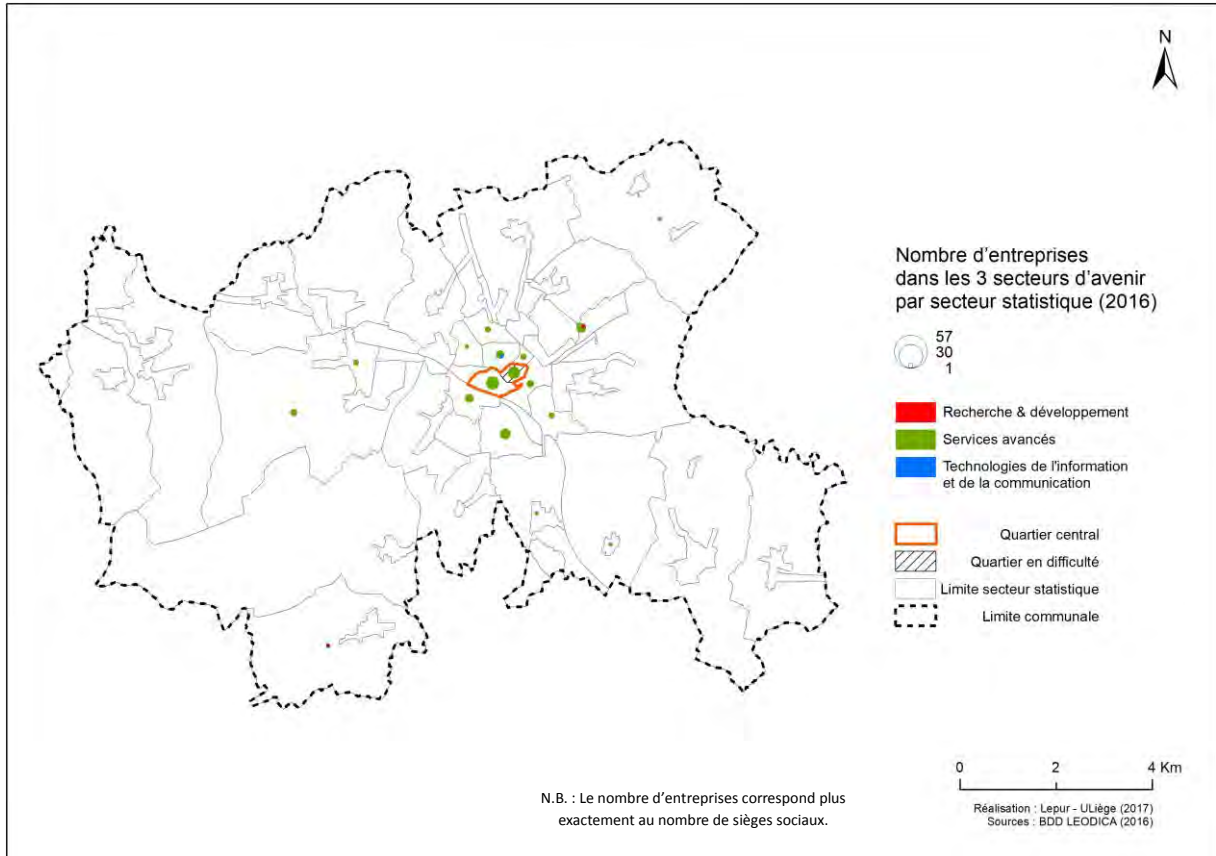 N
Nombre d'entreprises
dans les 3 secteurs d'avenir
par secteur statistique (2016)
57
30
1
Recherche & développement
Services avancés
Technologies de l'information
et de la communication
Quartier central
Quartier en difficulté
Limite secteur statistique
Limite communale
0 2 4 Km
N.B. : Le nombre d'entreprises correspond plus
exactement au nombre de sièges sociaux.
Réalisation : Lepur - ULiège (2017)
Sources : BDD LEODICA (2016)